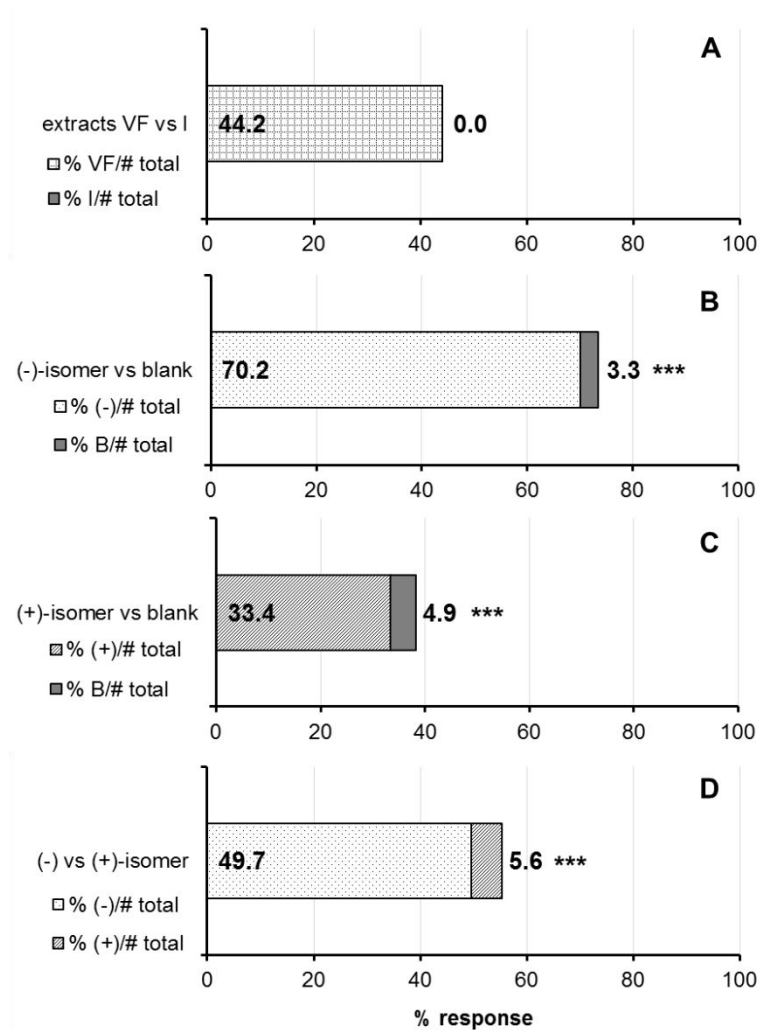 A
extracts VF vs I
44.2
0.0
% VF/# total
% I/# total
0 20 40 60 80 100
B
(-)-isomer vs blank
70.2
3.3 ***
% (-)/# total
% B/# total
0 20 40 60 80 100
C
(+)-isomer vs blank
33.4
4.9 ***
% (+)/# total
% B/# total
0 20 40 60 80 100
D
(-) vs (+)-isomer
49.7
5.6 ***
% (-)/# total
% (+)/# total
0 20 40 60 80 100
% response